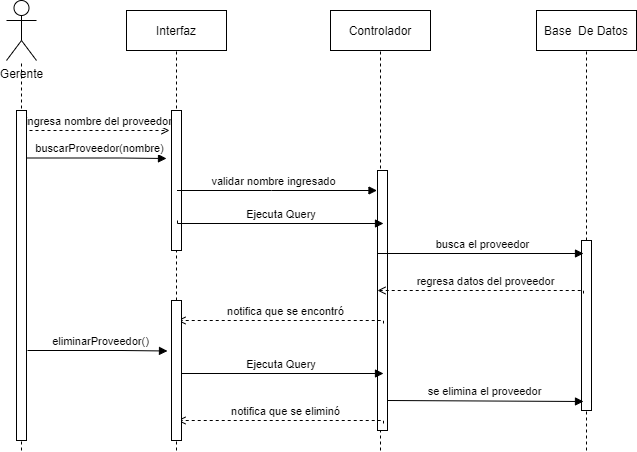 Interfaz
Controlador
Base De Datos
Gerente
ngresa nombre del proveedor
buscarProveedor(nombre)
validar nombre ingresado
Ejecuta Query
busca el proveedor
regresa datos del proveedor
notifica que se encontró
eliminarProveedor()
Ejecuta Query
se elimina el proveedor
notifica que se eliminó